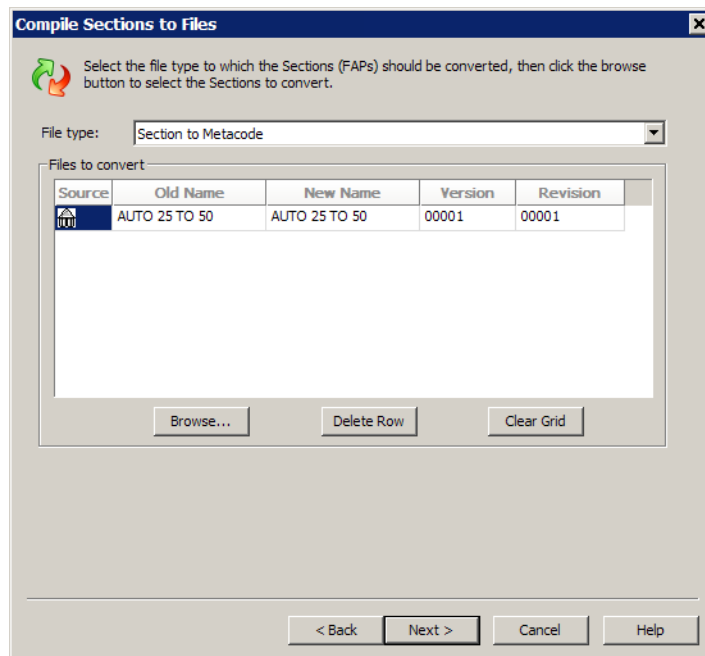 Compile Sections to Files
Select the file type to which the Sections (FAPs) should be converted, then click the browse
button to select the Sections to convert.
File type: Section to Metacode
Files to convert
Source Old Name New Name Version Revision
AUTO 25 TO 50 AUTO 25 TO 50 00001 00001
Browse... Delete Row Clear Grid
< Back Next > Cancel Help